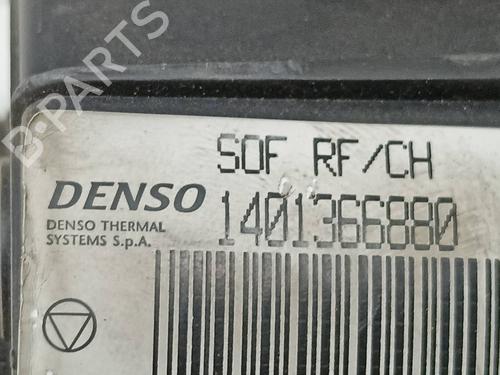 B-PARTS
SOF RF/CH
DENSO
1401366880
DENSO THERMAL
SYSTEMS S.p.A.